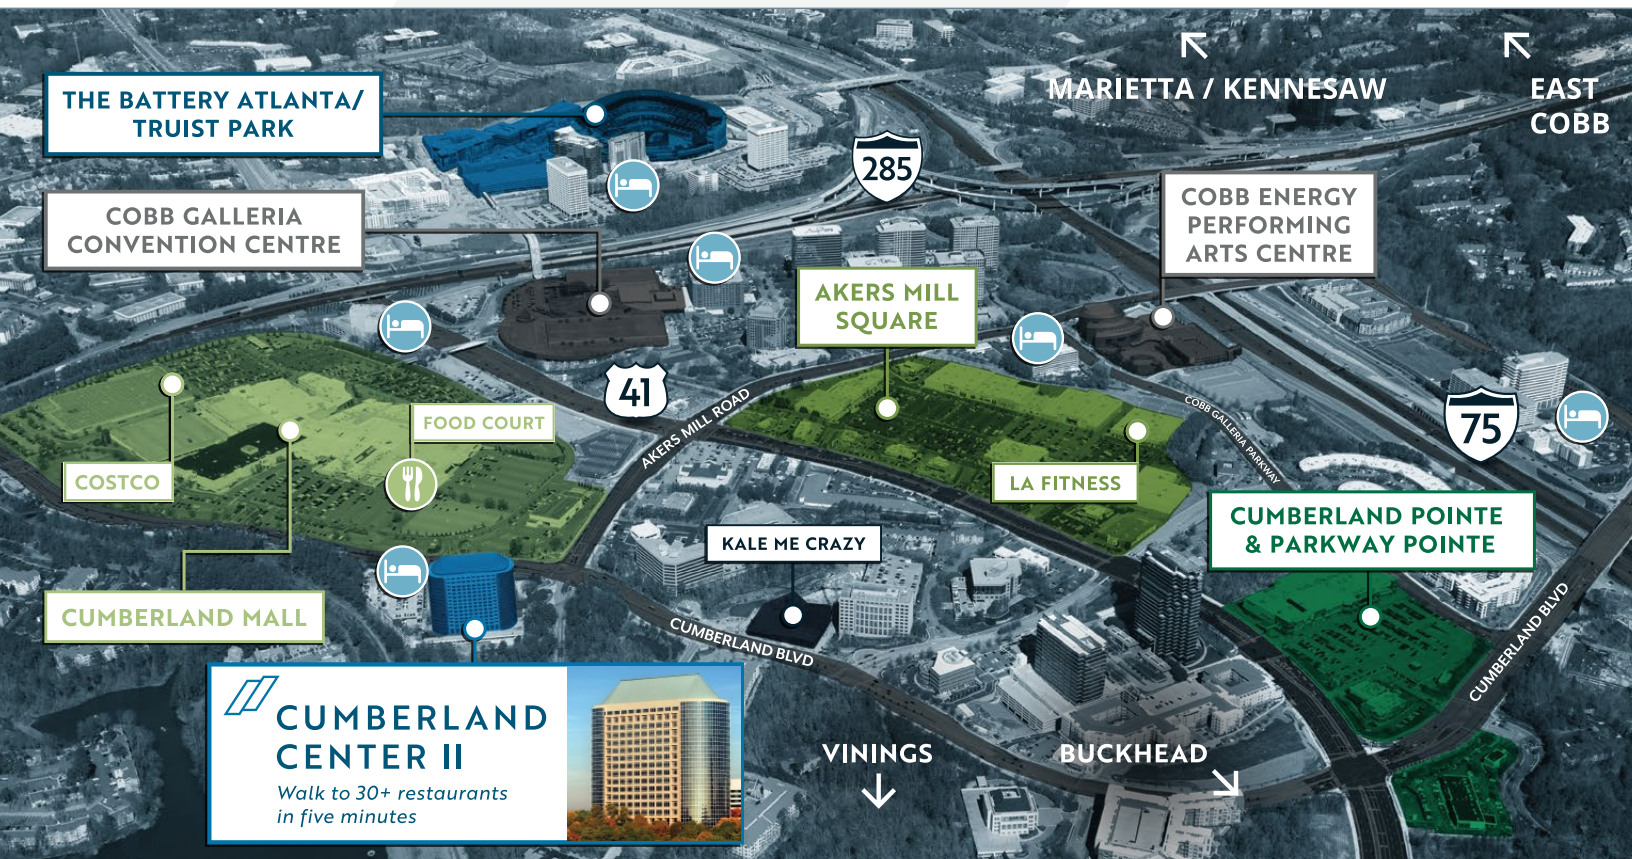 MARIETTA / KENNESAW
EAST
COBB
THE BATTERY ATLANTA/
TRUIST PARK
285
COBB GALLERIA
CONVENTION CENTRE
COBB ENERGY
PERFORMING
ARTS CENTRE
AKERS MILL
SQUARE
41
AKERS MILL ROAD
COBB GALLERIA PARKWAY
75
FOOD COURT
COSTCO
LA FITNESS
CUMBERLAND POINTE
& PARKWAY POINTE
KALE ME CRAZY
CUMBERLAND MALL
CUMBERLAND BLVD
CUMBERLAND BLVD
CUMBERLAND
CENTER II
Walk to 30+ restaurants
in five minutes
VININGS
BUCKHEAD